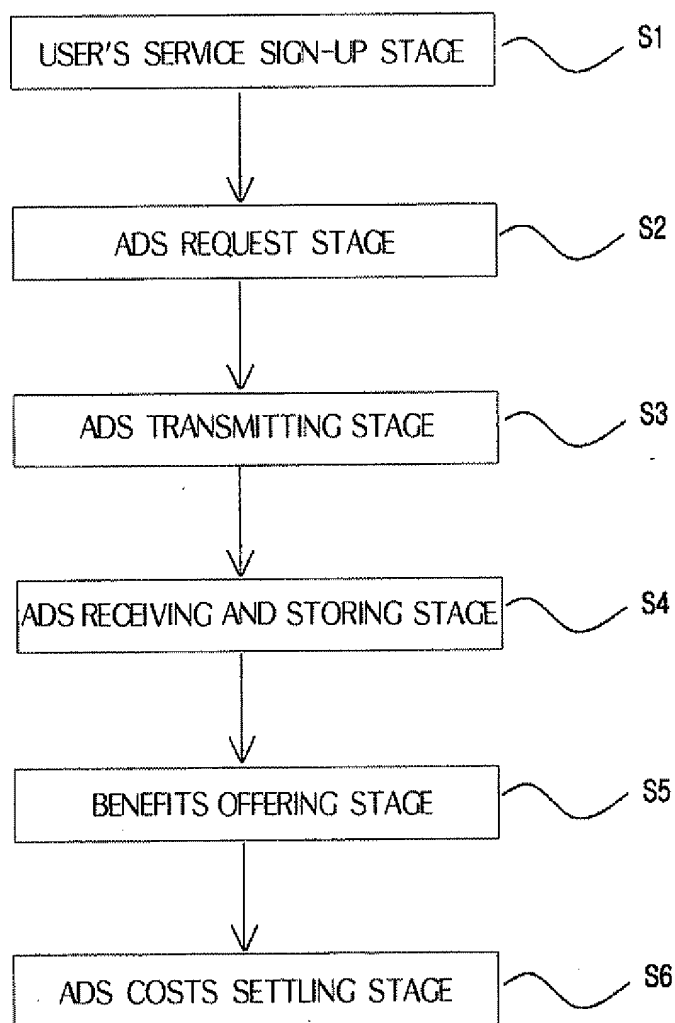 USER'S SERVICE SIGN-UP STAGE S1
ADS REQUEST STAGE S2
ADS TRANSMITTING STAGE S3
ADS RECEIVING AND STORING STAGE S4
BENEFITS OFFERING STAGE S5
ADS COSTS SETTLING STAGE S6